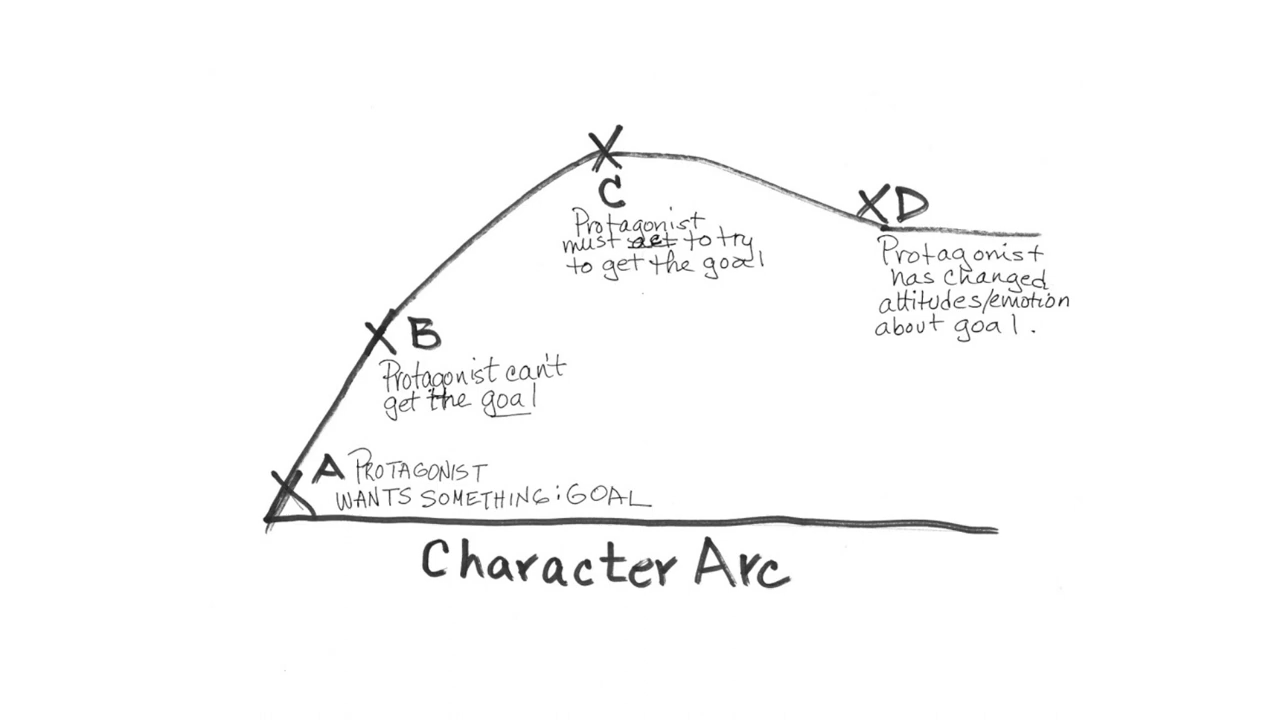 C
Protagonist
must act to try
to get the goal
D
Protagonist
has changed
attitudes/emotion
about goal.
B
Protagonist can't
get the goal
A PROTAGONIST
WANTS SOMETHING: GOAL
Character Arc